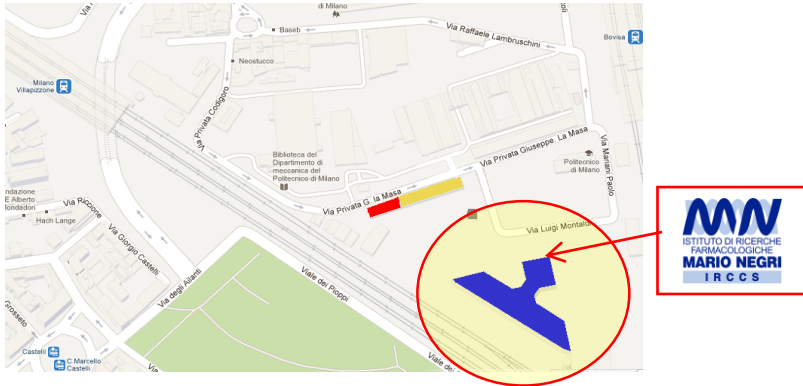 di Milano
Baseb
Via Raffaele Lambruschini
Bovisa
Neostucco
Milano
Villapizzone
Via Privata Codigoro
Biblioteca del
Dipartimento di
meccanica del
Politecnico di Milano
Via Privata Giuseppe La Masa
Via Mariani Paolo
Politecnico
di Milano
Via Privata G. la Masa
ndazione
E Alberto
Mondadori
Hach Lange
Via Riccione
Via Giorgio Castelli
Via Luigi Montaldi
Via degli Ailanti
Viale dei Pioppi
Viale dei
Grosseto
Castelli
C.Marcello
Castelli
MN
ISTITUTO DI RICERCHE
FARMACOLOGICHE
MARIO NEGRI
IRCCS